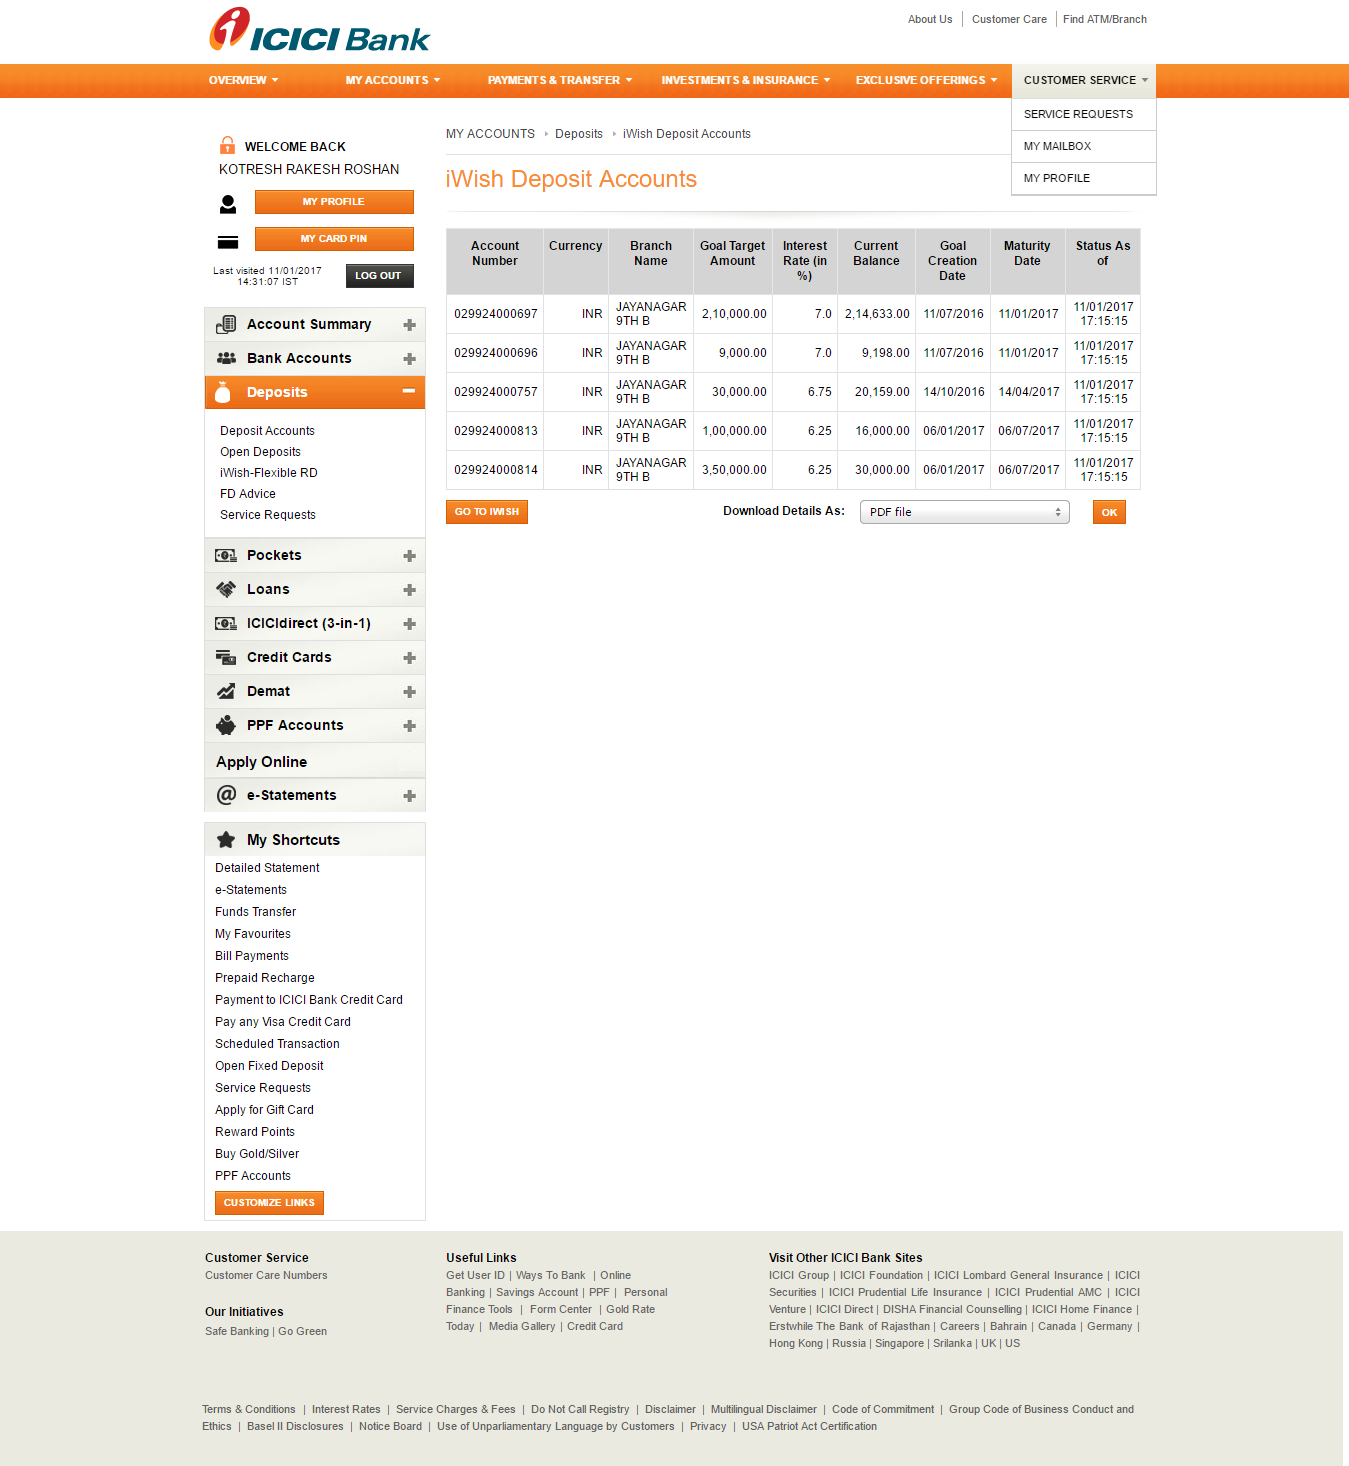 ICICI Bank
About Us | Customer Care | Find ATM/Branch
OVERVIEW MY ACCOUNTS PAYMENTS & TRANSFER INVESTMENTS & INSURANCE EXCLUSIVE OFFERINGS CUSTOMER SERVICE
SERVICE REQUESTS
MY MAILBOX
MY PROFILE
WELCOME BACK
KOTRESH RAKESH ROSHAN
MY PROFILE
MY CARD PIN
Last visited 11/01/2017
14:31:07 IST
LOG OUT
Account Summary
Bank Accounts
Deposits
Deposit Accounts
Open Deposits
iWish-Flexible RD
FD Advice
Service Requests
Pockets
Loans
ICICIdirect (3-in-1)
Credit Cards
Demat
PPF Accounts
Apply Online
e-Statements
My Shortcuts
Detailed Statement
e-Statements
Funds Transfer
My Favourites
Bill Payments
Prepaid Recharge
Payment to ICICI Bank Credit Card
Pay any Visa Credit Card
Scheduled Transaction
Open Fixed Deposit
Service Requests
Apply for Gift Card
Reward Points
Buy Gold/Silver
PPF Accounts
CUSTOMIZE LINKS
MY ACCOUNTS Deposits iWish Deposit Accounts
iWish Deposit Accounts
Account Number Currency Branch Name Goal Target Amount Interest Rate (in %) Current Balance Goal Creation Date Maturity Date Status As of
029924000697 INR JAYANAGAR 9TH B 2,10,000.00 7.0 2,14,633.00 11/07/2016 11/01/2017 11/01/2017 17:15:15
029924000696 INR JAYANAGAR 9TH B 9,000.00 7.0 9,198.00 11/07/2016 11/01/2017 11/01/2017 17:15:15
029924000757 INR JAYANAGAR 9TH B 30,000.00 6.75 20,159.00 14/10/2016 14/04/2017 11/01/2017 17:15:15
029924000813 INR JAYANAGAR 9TH B 1,00,000.00 6.25 16,000.00 06/01/2017 06/07/2017 11/01/2017 17:15:15
029924000814 INR JAYANAGAR 9TH B 3,50,000.00 6.25 30,000.00 06/01/2017 06/07/2017 11/01/2017 17:15:15
GO TO IWISH Download Details As: PDF file OK
Customer Service
Customer Care Numbers
Our Initiatives
Safe Banking | Go Green
Useful Links
Get User ID | Ways To Bank | Online
Banking | Savings Account | PPF | Personal
Finance Tools | Form Center | Gold Rate
Today | Media Gallery | Credit Card
Visit Other ICICI Bank Sites
ICICI Group | ICICI Foundation | ICICI Lombard General Insurance | ICICI
Securities | ICICI Prudential Life Insurance | ICICI Prudential AMC | ICICI
Venture | ICICI Direct | DISHA Financial Counselling | ICICI Home Finance |
Erstwhile The Bank of Rajasthan | Careers | Bahrain | Canada | Germany |
Hong Kong | Russia | Singapore | Srilanka | UK | US
Terms & Conditions | Interest Rates | Service Charges & Fees | Do Not Call Registry | Disclaimer | Multilingual Disclaimer | Code of Commitment | Group Code of Business Conduct and
Ethics | Basel II Disclosures | Notice Board | Use of Unparliamentary Language by Customers | Privacy | USA Patriot Act Certification